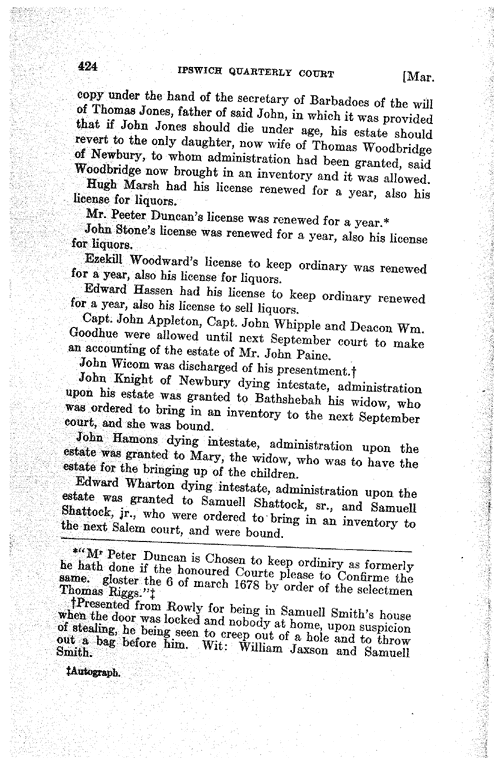 424 IPSWICH QUARTERLY COURT [Mar.
copy under the hand of the secretary of Barbadoes of the will
of Thomas Jones, father of said John, in which it was provided
that if John Jones should die under age, his estate should
revert to the only daughter, now wife of Thomas Woodbridge
of Newbury, to whom administration had been granted, said
Woodbridge now brought in an inventory and it was allowed.
Hugh Marsh had his license renewed for a year, also his
license for liquors.
Mr. Peeter Duncan's license was renewed for a year.*
John Stone's license was renewed for a year, also his license
for liquors.
Ezekill Woodward's license to keep ordinary was renewed
for a year, also his license for liquors.
Edward Hassen had his license to keep ordinary renewed
for a year, also his license to sell liquors.
Capt. John Appleton, Capt. John Whipple and Deacon Wm.
Goodhue were allowed until next September court to make
an accounting of the estate of Mr. John Paine.
John Wicom was discharged of his presentment.†
John Knight of Newbury dying intestate, administration
upon his estate was granted to Bathshebah his widow, who
was ordered to bring in an inventory to the next September
court, and she was bound.
John Hamons dying intestate, administration upon the
estate was granted to Mary, the widow, who was to have the
estate for the bringing up of the children.
Edward Wharton dying intestate, administration upon the
estate was granted to Samuell Shattock, sr., and Samuell
Shattock, jr., who were ordered to bring in an inventory to
the next Salem court, and were bound.
*"Mr Peter Duncan is Chosen to keep ordiniry as formerly
he hath done if the honoured Courte please to Confirme the
same. gloster the 6 of march 1678 by order of the selectmen
Thomas Riggs."‡
†Presented from Rowly for being in Samuell Smith's house
when the door was locked and nobody at home, upon suspicion
of stealing, he being seen to creep out of a hole and to throw
out a bag before him. Wit: William Jaxson and Samuell
Smith.
‡Autograph.